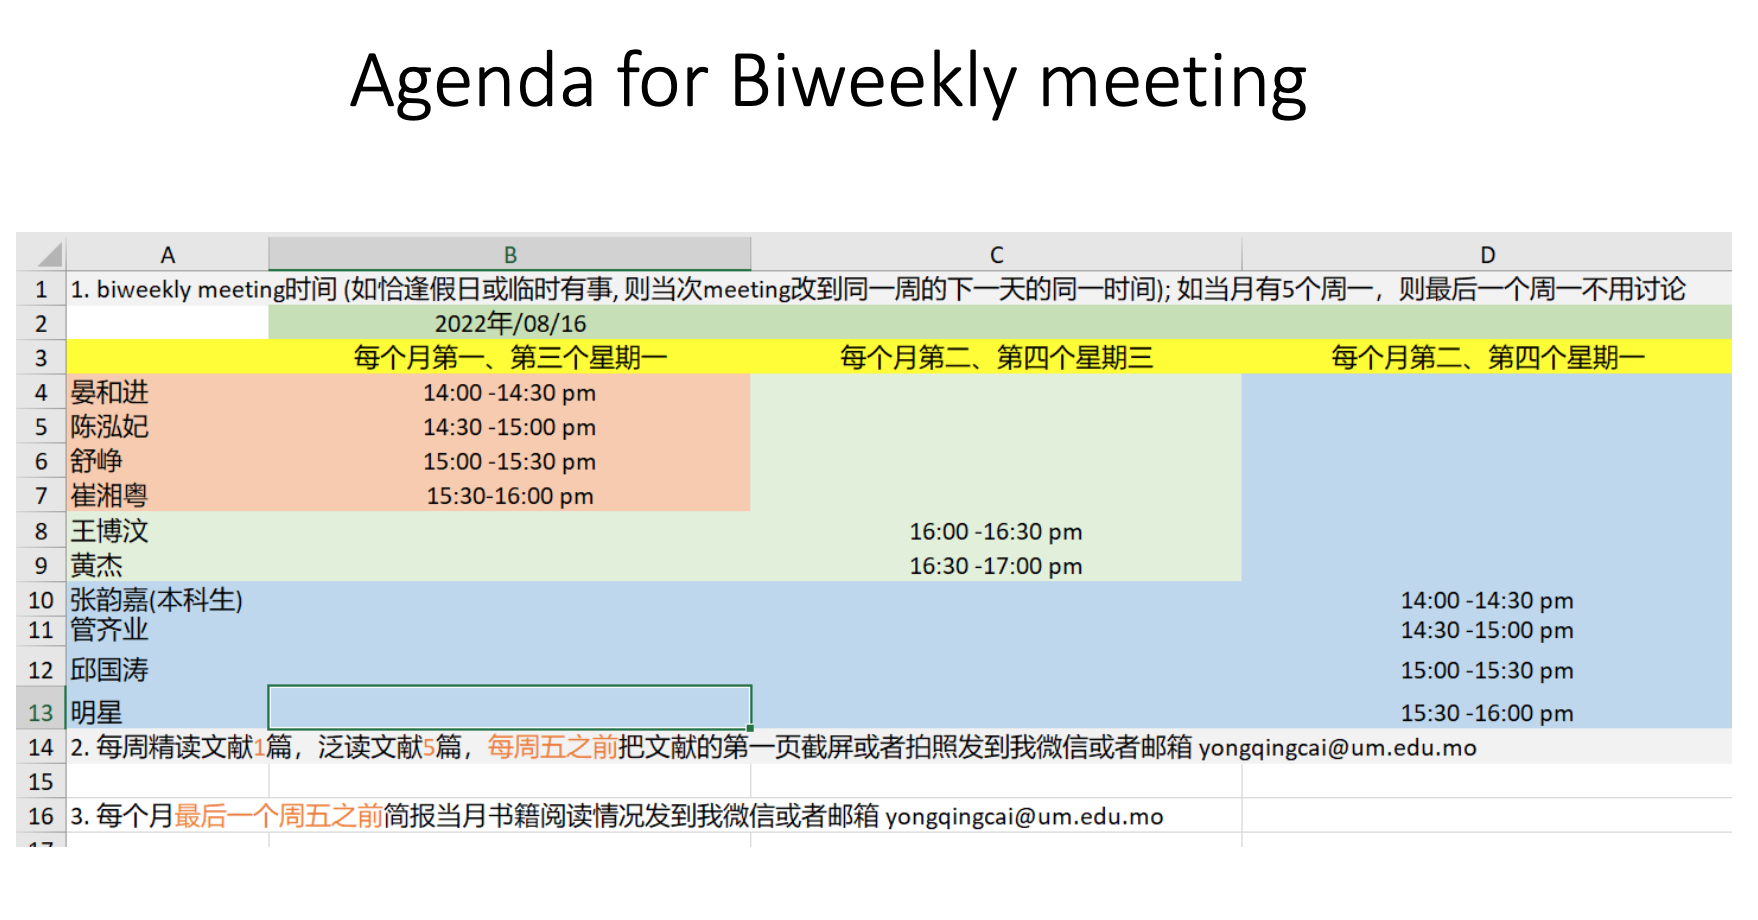 Agenda for Biweekly meeting
A B C D
1 1. biweekly meeting时间 (如恰逢假日或临时有事, 则当次meeting改到同一周的下一天的同一时间); 如当月有5个周一，则最后一个周一不用讨论
2 2022年/08/16
3 每个月第一、第三个星期一 每个月第二、第四个星期三 每个月第二、第四个星期一
4 晏和进 14:00 -14:30 pm
5 陈泓妃 14:30 -15:00 pm
6 舒峥 15:00 -15:30 pm
7 崔湘粤 15:30-16:00 pm
8 王博汶 16:00 -16:30 pm
9 黄杰 16:30 -17:00 pm
10 张韵嘉(本科生) 14:00 -14:30 pm
11 管齐业 14:30 -15:00 pm
12 邱国涛 15:00 -15:30 pm
13 明星 15:30 -16:00 pm
14 2. 每周精读文献1篇，泛读文献5篇，每周五之前把文献的第一页截屏或者拍照发到我微信或者邮箱 yongqingcai@um.edu.mo
15
16 3. 每个月最后一个周五之前简报当月书籍阅读情况发到我微信或者邮箱 yongqingcai@um.edu.mo